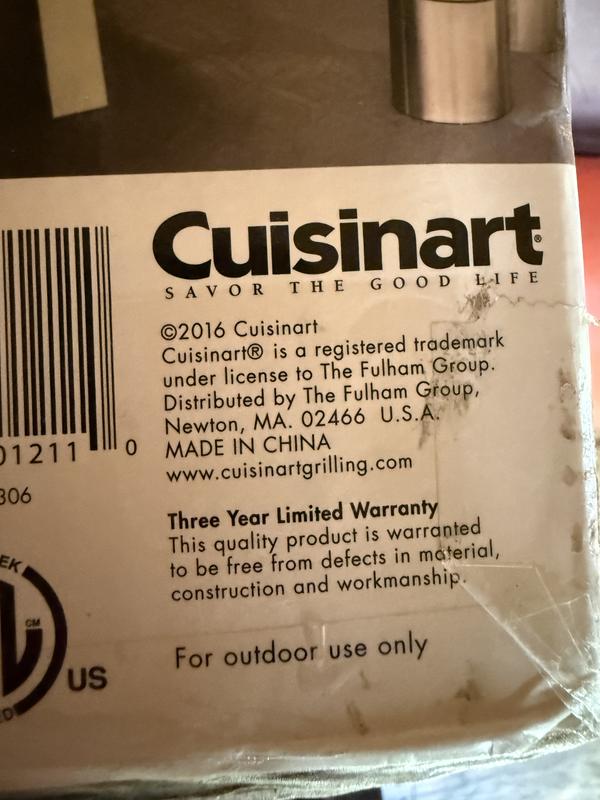 Cuisinart®
SAVOR THE GOOD LIFE
©2016 Cuisinart
Cuisinart® is a registered trademark
under license to The Fulham Group.
Distributed by The Fulham Group,
Newton, MA. 02466 U.S.A.
MADE IN CHINA
www.cuisinartgrilling.com
01211 0
306
Three Year Limited Warranty
This quality product is warranted
to be free from defects in material,
construction and workmanship.
EK
CM
US
ED
For outdoor use only